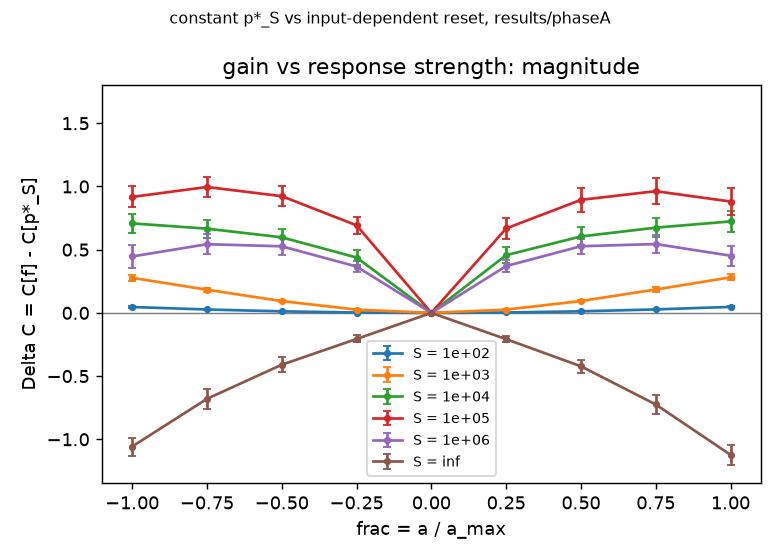 constant p*_S vs input-dependent reset, results/phaseA
gain vs response strength: magnitude
Delta C = C[f] - C[p*_S]
1.5
1.0
0.5
0.0
−0.5
−1.0
S = 1e+02
S = 1e+03
S = 1e+04
S = 1e+05
S = 1e+06
S = inf
−1.00 −0.75 −0.50 −0.25 0.00 0.25 0.50 0.75 1.00
frac = a / a_max